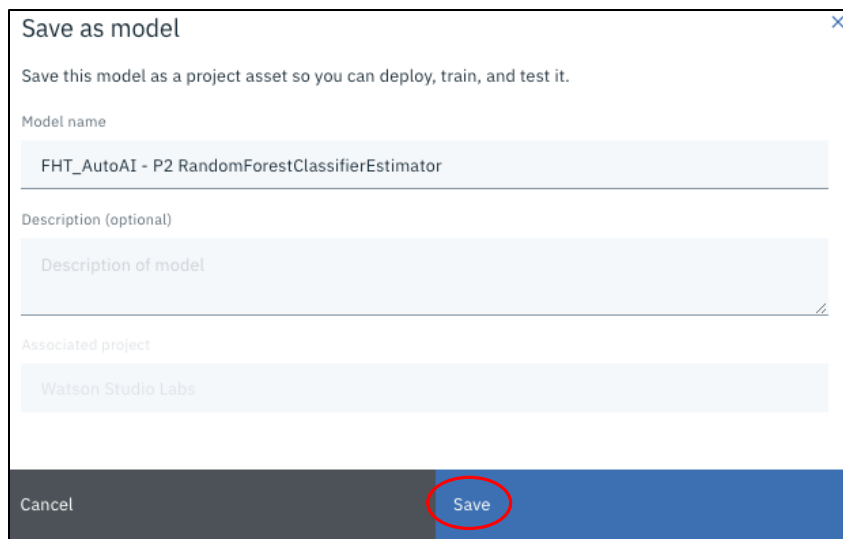 Save as model
Save this model as a project asset so you can deploy, train, and test it.
Model name
FHT_AutoAI - P2 RandomForestClassifierEstimator
Description (optional)
Description of model
Associated project
Watson Studio Labs
Cancel
Save